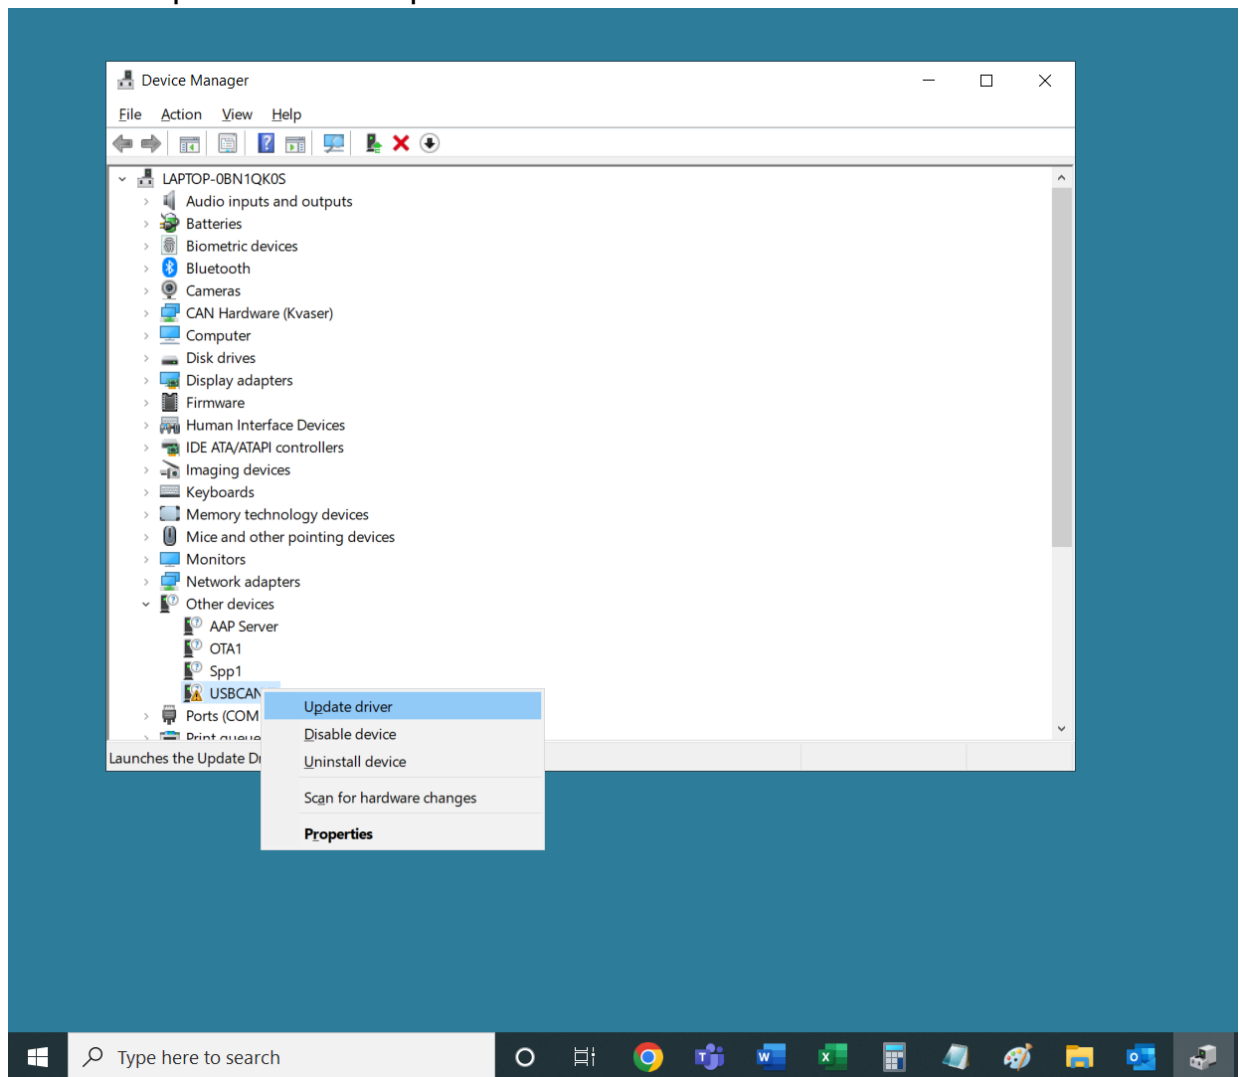 Device Manager
File Action View Help
LAPTOP-0BN1QK0S
Audio inputs and outputs
Batteries
Biometric devices
Bluetooth
Cameras
CAN Hardware (Kvaser)
Computer
Disk drives
Display adapters
Firmware
Human Interface Devices
IDE ATA/ATAPI controllers
Imaging devices
Keyboards
Memory technology devices
Mice and other pointing devices
Monitors
Network adapters
Other devices
AAP Server
OTA1
Spp1
USBCAN
Update driver
Ports (COM
Disable device
Print queue
Launches the Update D
Uninstall device
Scan for hardware changes
Properties
Type here to search